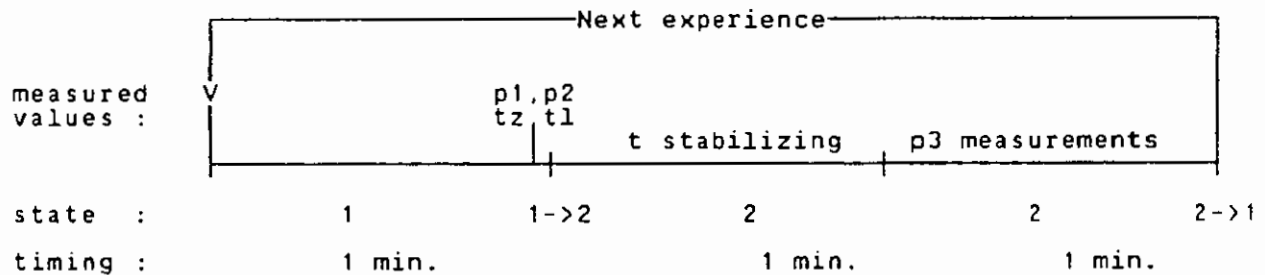 Next experience
measured
values :
p1,p2
tz,tl
t stabilizing
p3 measurements
state : 1 1->2 2 2 2->1
timing : 1 min. 1 min. 1 min.